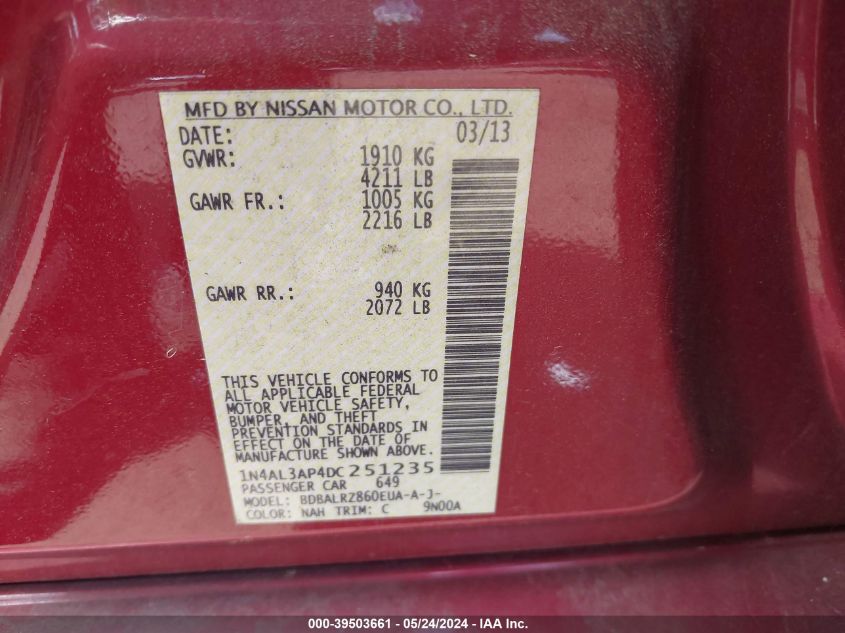 MFD BY NISSAN MOTOR CO., LTD.
DATE: 03/13
GVWR: 1910 KG
4211 LB
GAWR FR.: 1005 KG
2216 LB
GAWR RR.: 940 KG
2072 LB
THIS VEHICLE CONFORMS TO
ALL APPLICABLE FEDERAL
MOTOR VEHICLE SAFETY,
BUMPER, AND THEFT
PREVENTION STANDARDS IN
EFFECT ON THE DATE OF
MANUFACTURE SHOWN ABOVE.
1N4AL3AP4DC251235
PASSENGER CAR 649
MODEL: BDBALRZ860EUA-A-J-
COLOR: NAH TRIM: C 9N00A
000-39503661 - 05/24/2024 - IAA Inc.